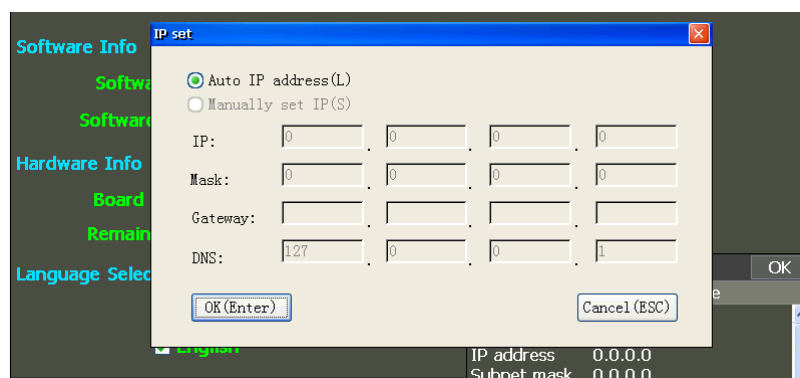 IP set
Software Info
Auto IP address(L)
Manually set IP(S)
IP: 0 . 0 . 0 . 0
Hardware Info
Mask: 0 . 0 . 0 . 0
Board
Gateway: . . .
Remain
DNS: 127 . 0 . 0 . 1
Language Selec
OK
OK(Enter) Cancel(ESC)
English
IP address 0.0.0.0
Subnet mask 0.0.0.0